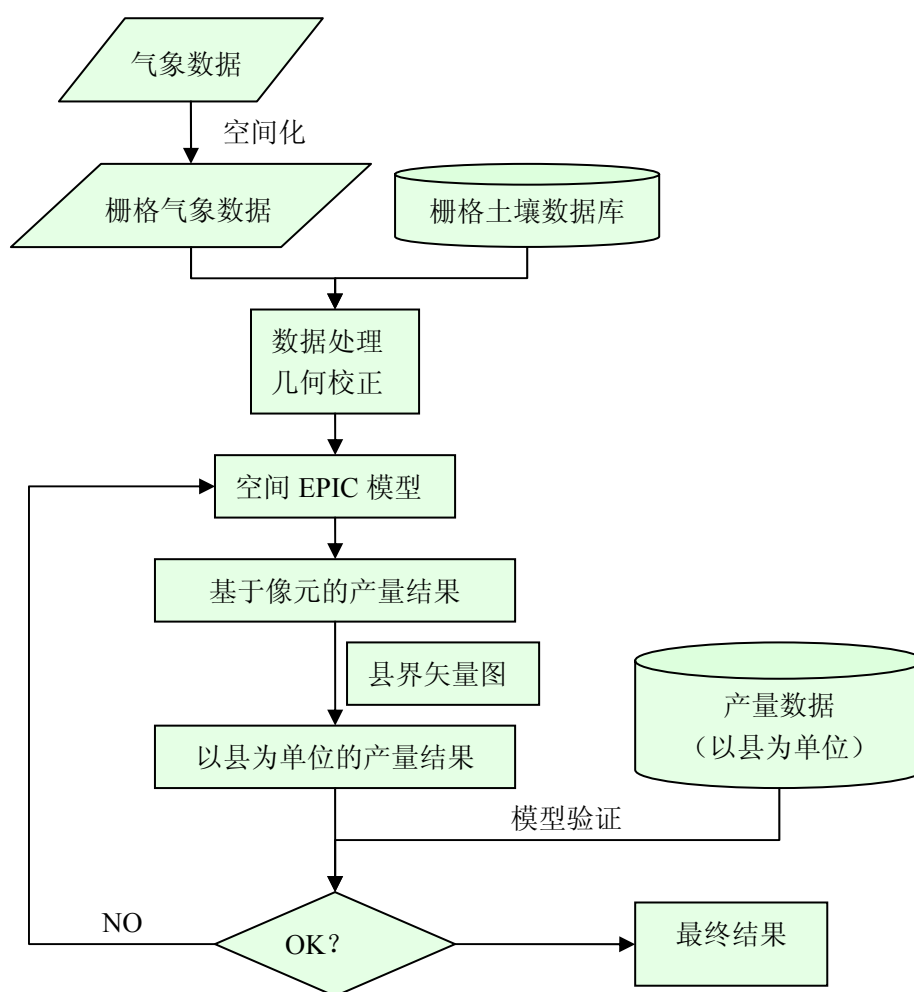 气象数据
空间化
栅格气象数据
栅格土壤数据库
数据处理
几何校正
空间 EPIC 模型
基于像元的产量结果
县界矢量图
产量数据
（以县为单位）
以县为单位的产量结果
模型验证
NO
OK？
最终结果